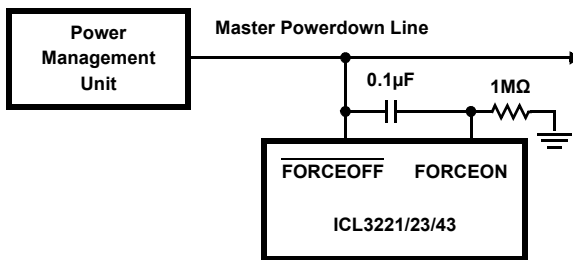 Power
Management
Unit
Master Powerdown Line
0.1µF
1MΩ
FORCEOFF
FORCEON
ICL3221/23/43